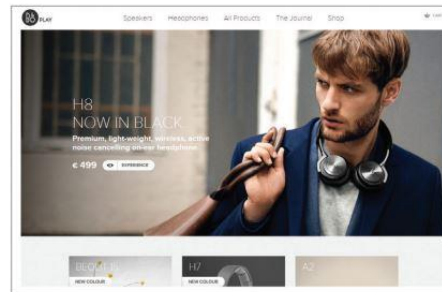 PLAY
Speakers Headphones All Products The Journal Shop
H8
NOW IN BLACK
Premium, light-weight, wireless, active
noise cancelling on-ear headphone
€ 499 EXPERIENCE
H7
A2
NEW COLOUR
NEW COLOUR